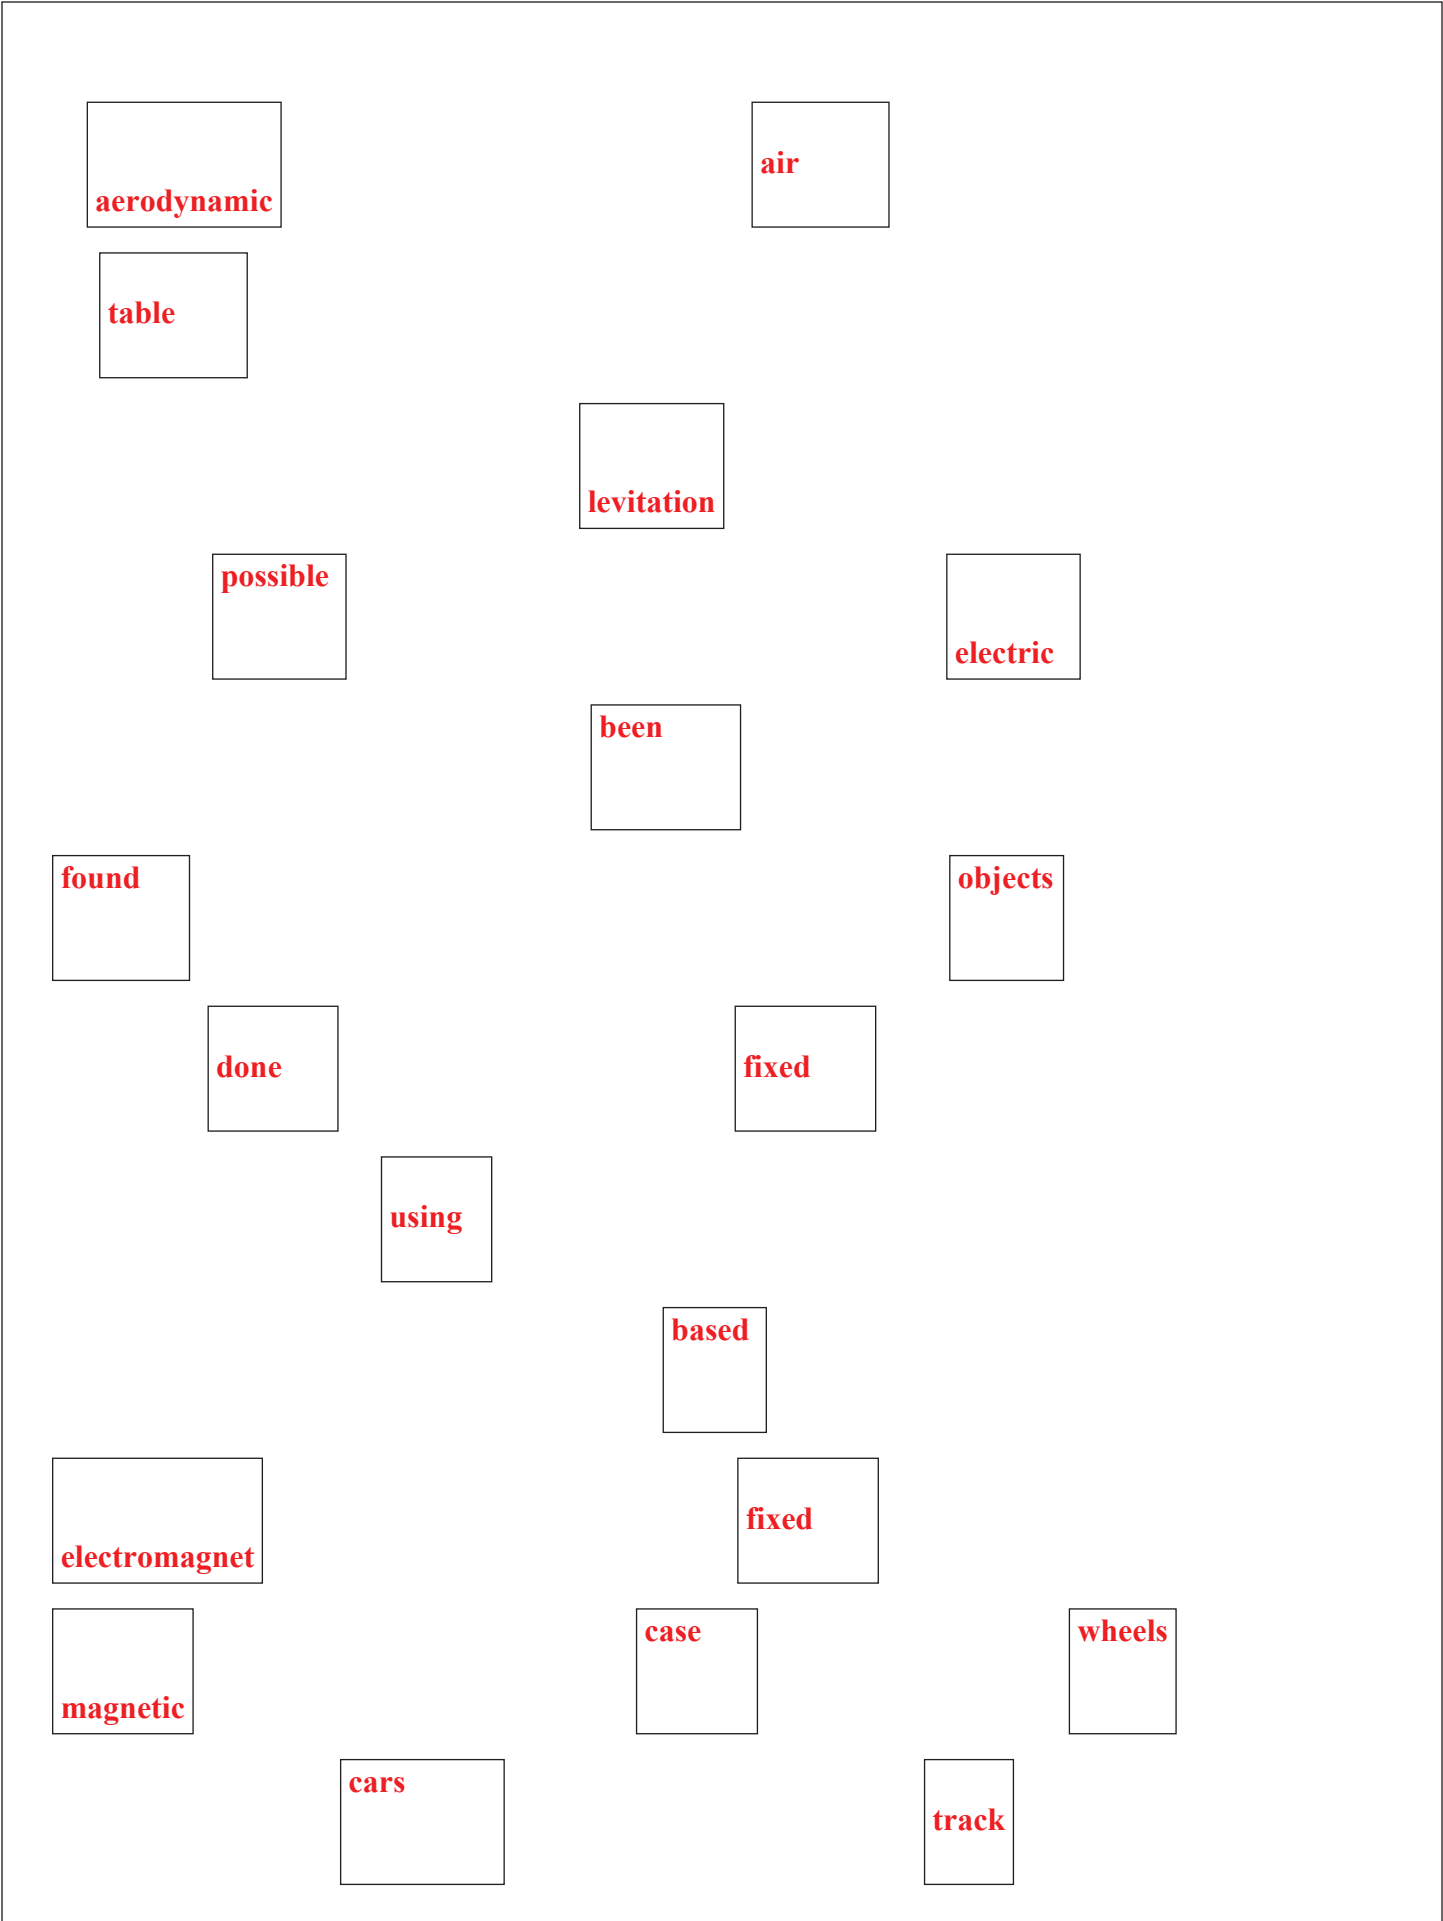 aerodynamic air
table
levitation
possible electric
been
found objects
done fixed
using
based
electromagnet fixed
magnetic case wheels
cars track